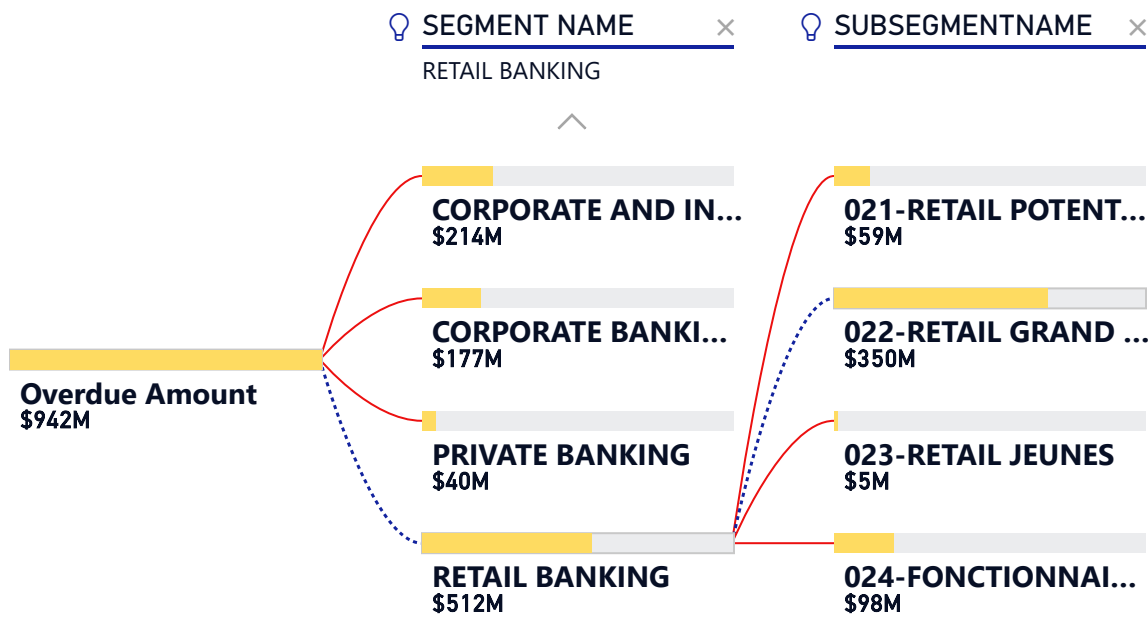 SEGMENT NAME
RETAIL BANKING
SUBSEGMENTNAME
Overdue Amount
$942M
CORPORATE AND IN...
$214M
CORPORATE BANKI...
$177M
PRIVATE BANKING
$40M
RETAIL BANKING
$512M
021-RETAIL POTENT...
$59M
022-RETAIL GRAND ...
$350M
023-RETAIL JEUNES
$5M
024-FONCTIONNAI...
$98M